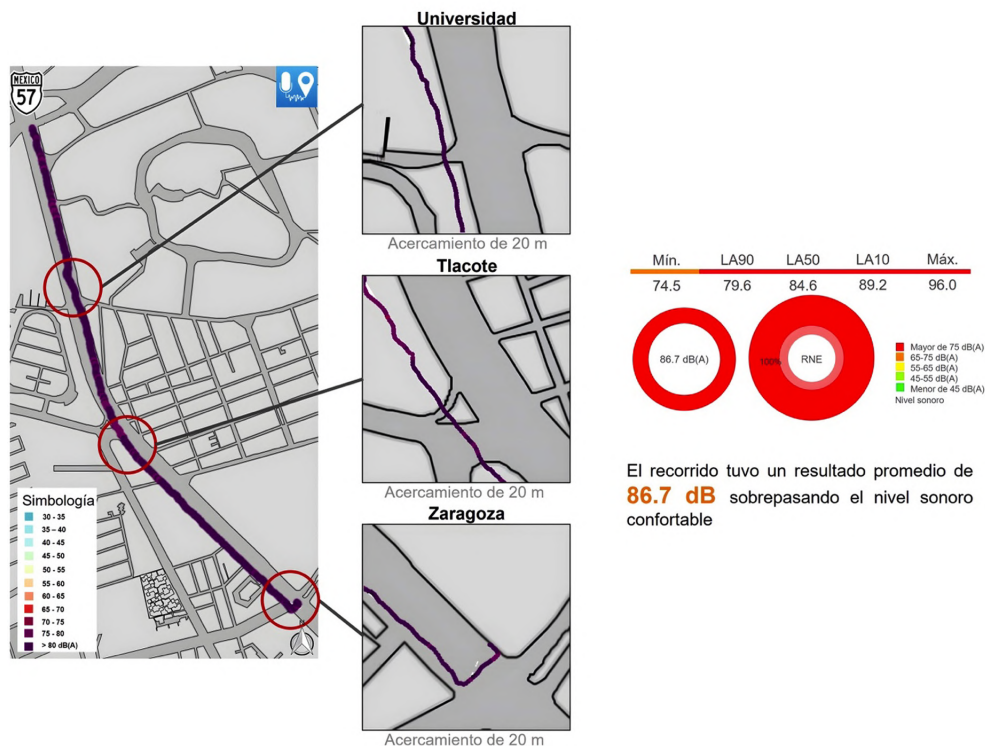 Universidad
MEXICO
57
Acercamiento de 20 m
Tlacote
Acercamiento de 20 m
Zaragoza
Acercamiento de 20 m
Simbología
30 - 35
35 – 40
40 - 45
45 - 50
50 - 55
55 - 60
60 - 65
65 - 70
70 - 75
75 - 80
> 80 dB(A)
Mín. LA90 LA50 LA10 Máx.
74.5 79.6 84.6 89.2 96.0
86.7 dB(A)
100% RNE
Mayor de 75 dB(A)
65-75 dB(A)
55-65 dB(A)
45-55 dB(A)
Menor de 45 dB(A)
Nivel sonoro
El recorrido tuvo un resultado promedio de
86.7 dB sobrepasando el nivel sonoro
confortable